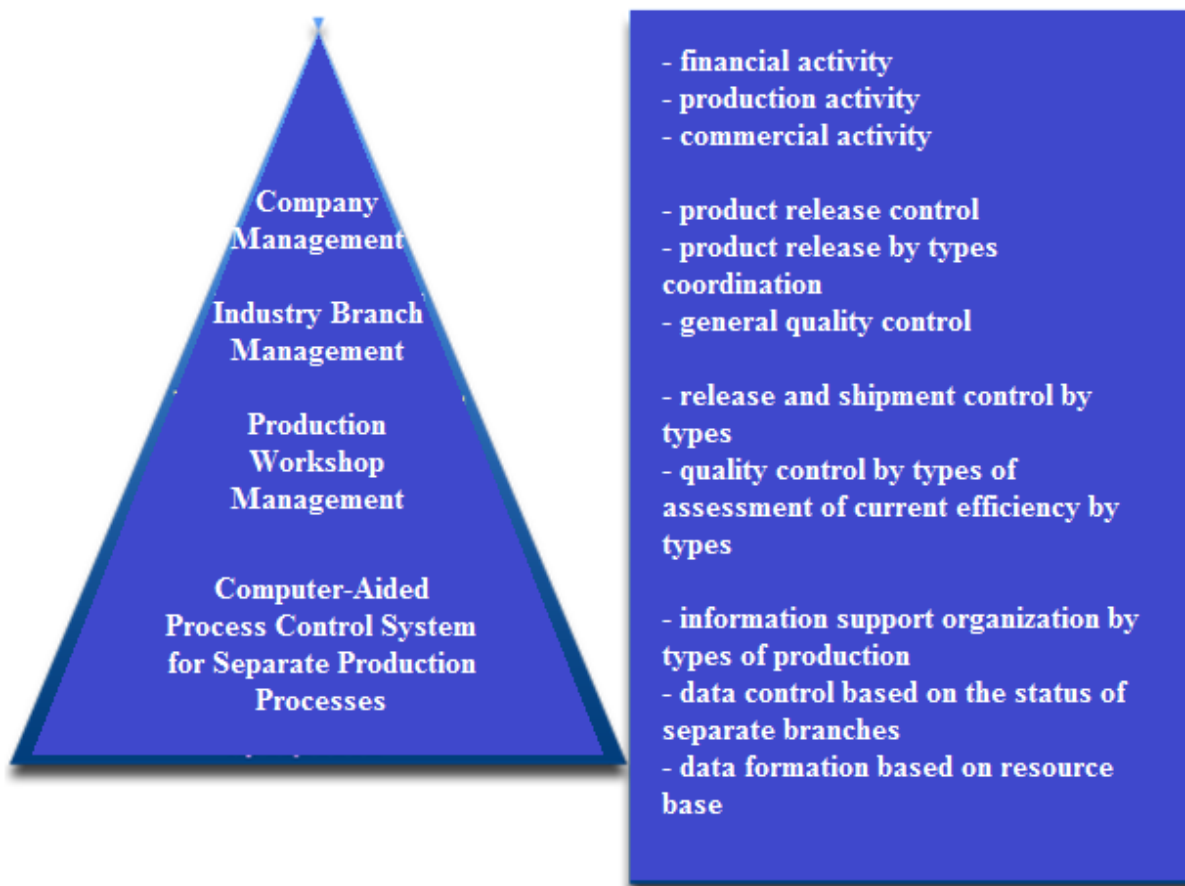 Company
Management
Industry Branch
Management
Production
Workshop
Management
Computer-Aided
Process Control System
for Separate Production
Processes
- financial activity
- production activity
- commercial activity
- product release control
- product release by types
coordination
- general quality control
- release and shipment control by
types
- quality control by types of
assessment of current efficiency by
types
- information support organization by
types of production
- data control based on the status of
separate branches
- data formation based on resource
base